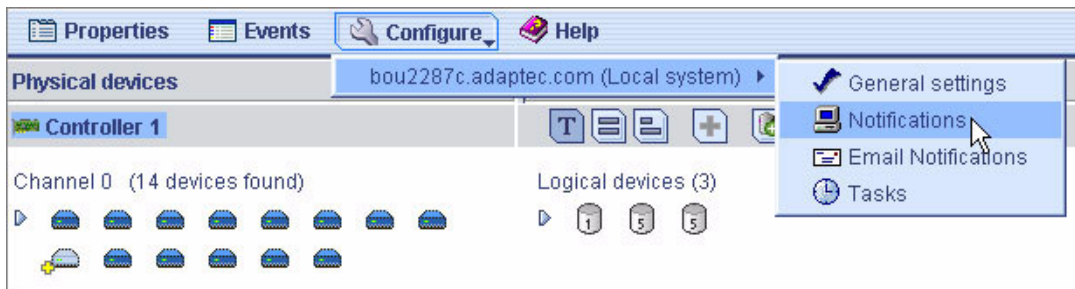 Properties Events Configure Help
Physical devices
bou2287c.adaptec.com (Local system)
General settings
Controller 1
T
Notifications
Email Notifications
Tasks
Channel 0 (14 devices found)
Logical devices (3)
1 5 5